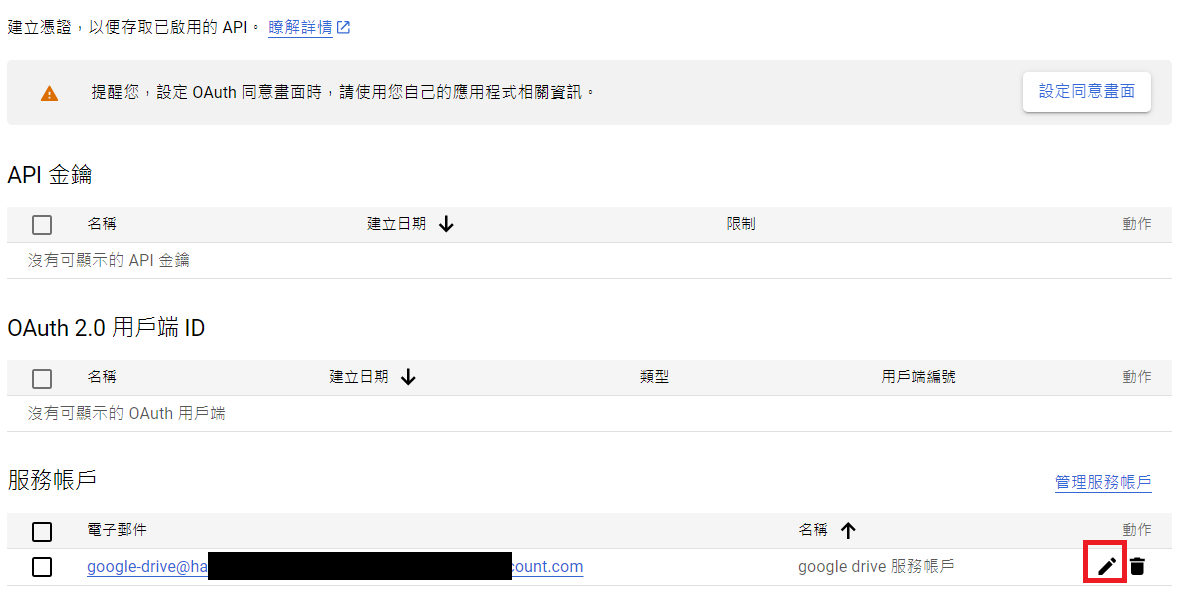 建立憑證，以便存取已啟用的 API。 瞭解詳情
提醒您，設定 OAuth 同意畫面時，請使用您自己的應用程式相關資訊。 設定同意畫面
API 金鑰
名稱 建立日期 限制 動作
沒有可顯示的 API 金鑰
OAuth 2.0 用戶端 ID
名稱 建立日期 類型 用戶端編號 動作
沒有可顯示的 OAuth 用戶端
服務帳戶 管理服務帳戶
電子郵件 名稱 動作
google-drive@ha count.com google drive 服務帳戶